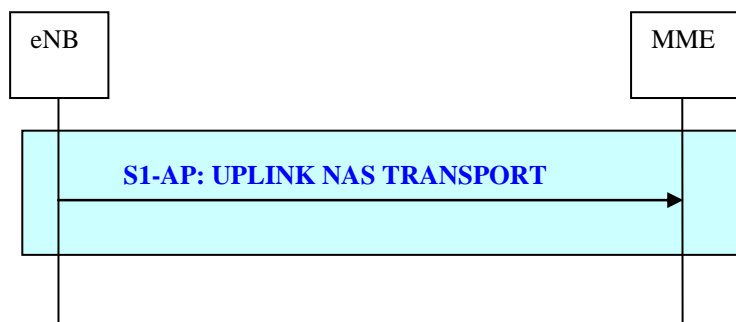 eNB
MME
S1-AP: UPLINK NAS TRANSPORT